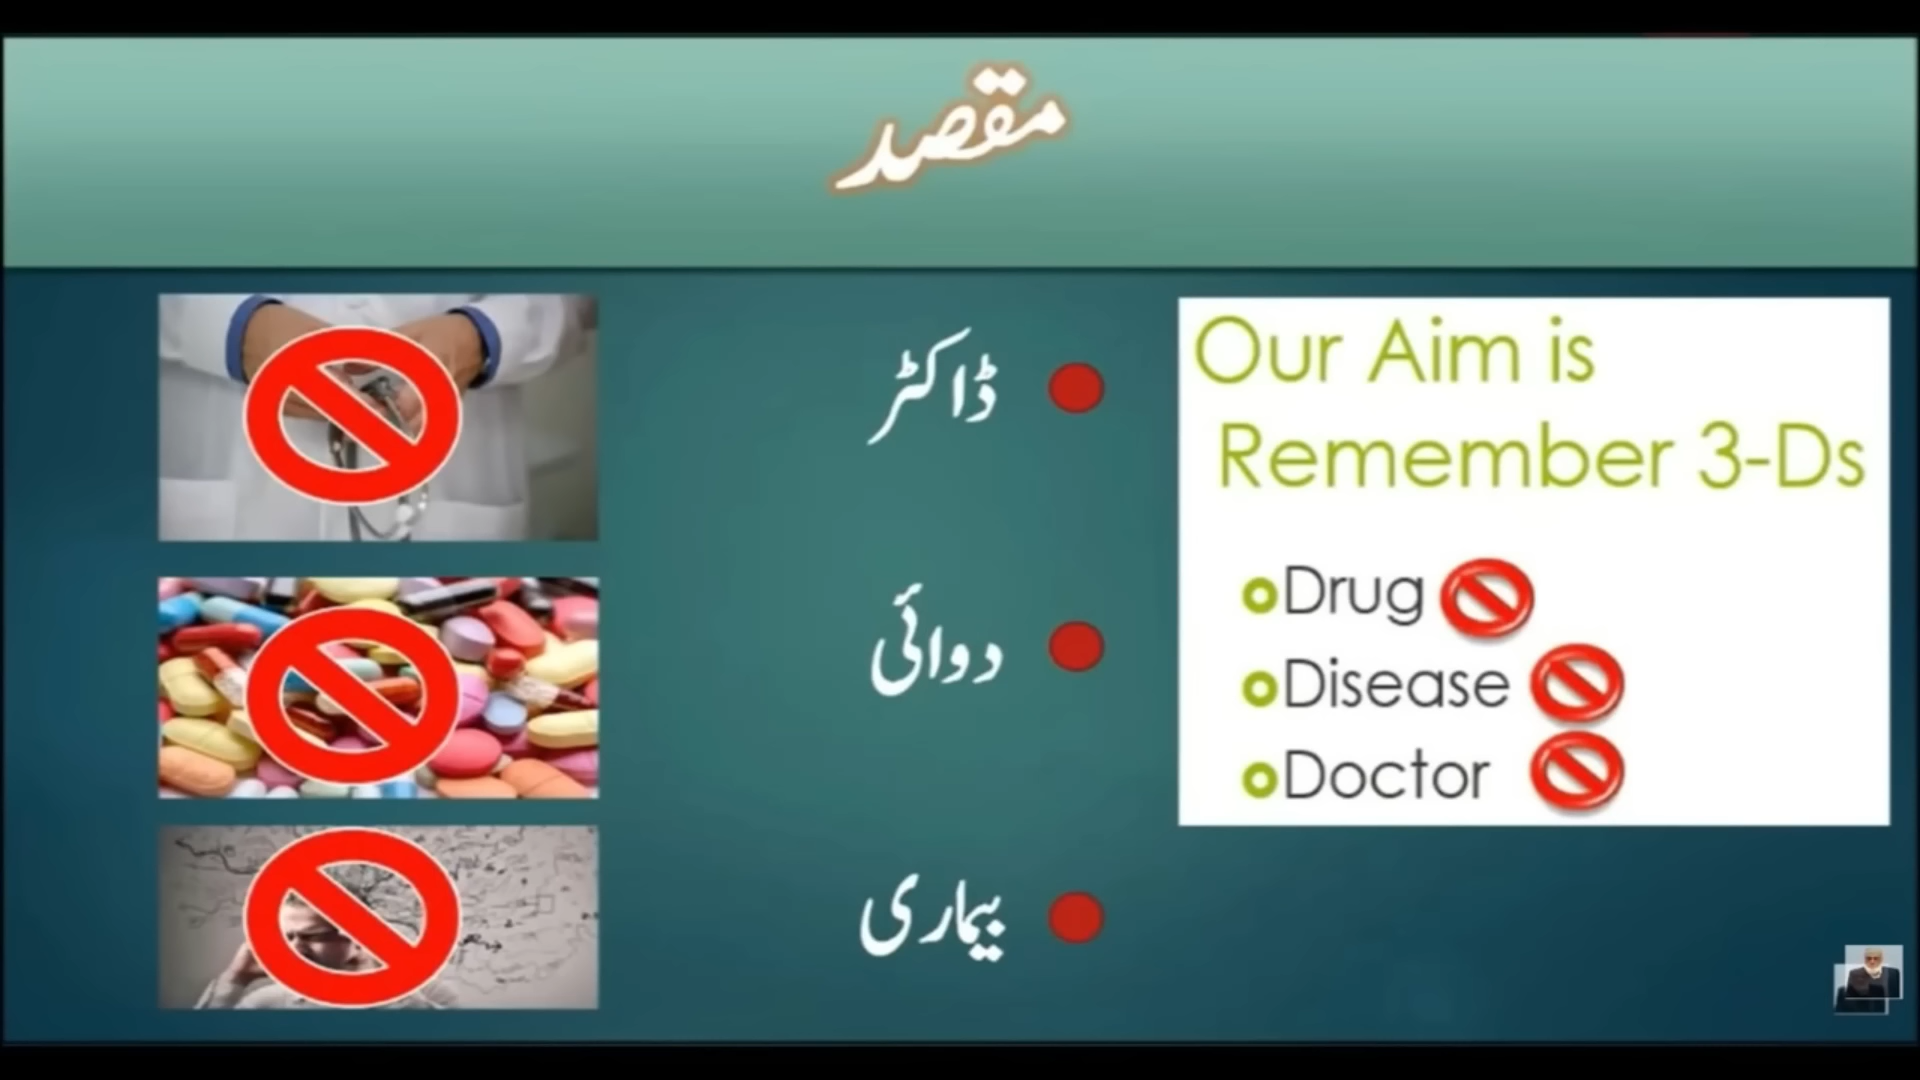 مقصد
ڈاکٹر
دوائی
بیماری
Our Aim is
Remember 3-Ds
Drug
Disease
Doctor